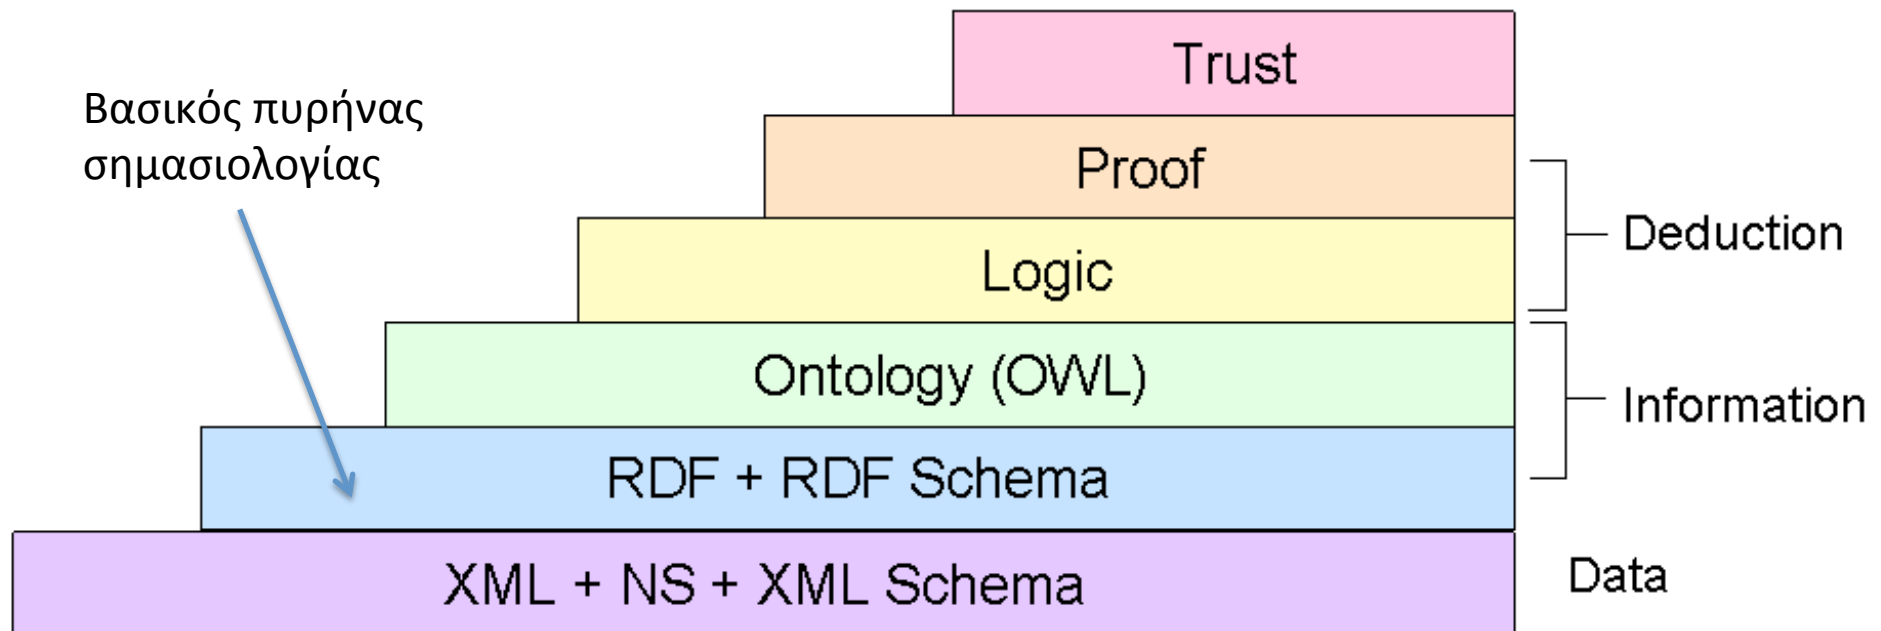 Trust
Βασικός πυρήνας
σημασιολογίας
Proof
Deduction
Logic
Ontology (OWL)
Information
RDF + RDF Schema
XML + NS + XML Schema
Data